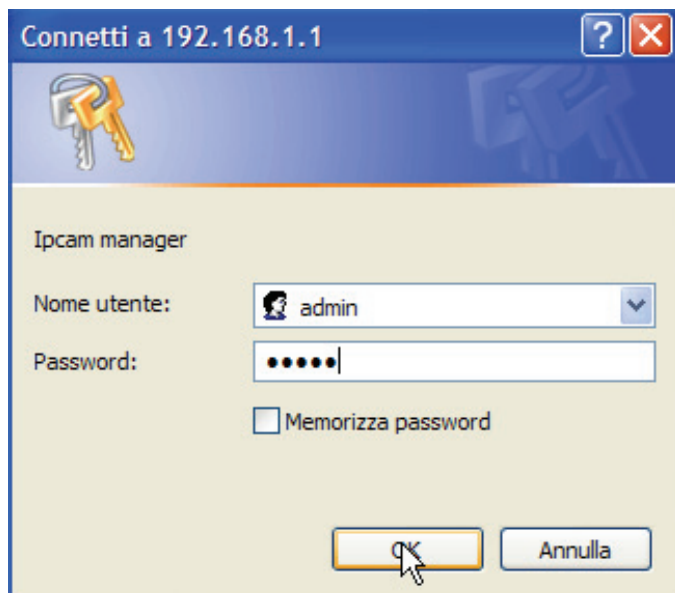 Connetti a 192.168.1.1
Ipcam manager
Nome utente: admin
Password: •••••
Memorizza password
OK Annulla